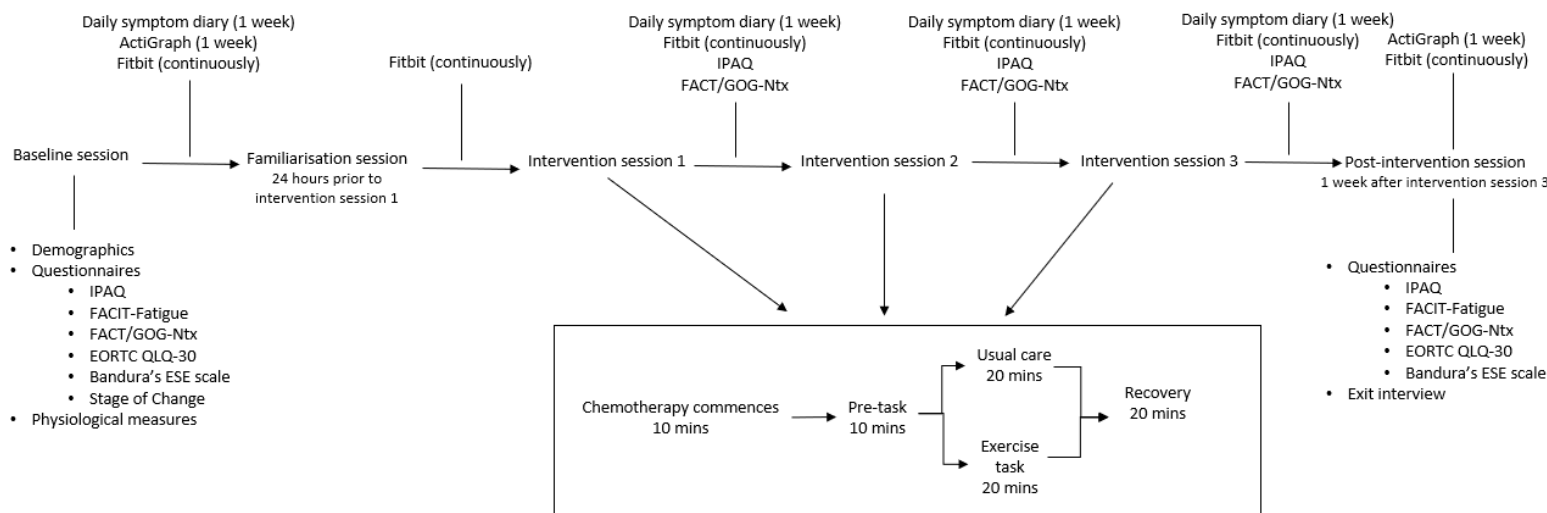 Daily symptom diary (1 week)
ActiGraph (1 week)
Fitbit (continuously)
Fitbit (continuously)
Daily symptom diary (1 week)
Fitbit (continuously)
IPAQ
FACT/GOG-Ntx
Daily symptom diary (1 week)
Fitbit (continuously)
IPAQ
FACT/GOG-Ntx
Daily symptom diary (1 week)
Fitbit (continuously)
IPAQ
FACT/GOG-Ntx
ActiGraph (1 week)
Fitbit (continuously)
Baseline session
Familiarisation session
24 hours prior to
intervention session 1
Intervention session 1
Intervention session 2
Intervention session 3
Post-intervention session
1 week after intervention session 3
• Demographics
• Questionnaires
• IPAQ
• FACIT-Fatigue
• FACT/GOG-Ntx
• EORTC QLQ-30
• Bandura's ESE scale
• Stage of Change
• Physiological measures
Chemotherapy commences
10 mins
Pre-task
10 mins
Usual care
20 mins
Exercise
task
20 mins
Recovery
20 mins
• Questionnaires
• IPAQ
• FACIT-Fatigue
• FACT/GOG-Ntx
• EORTC QLQ-30
• Bandura's ESE scale
• Exit interview